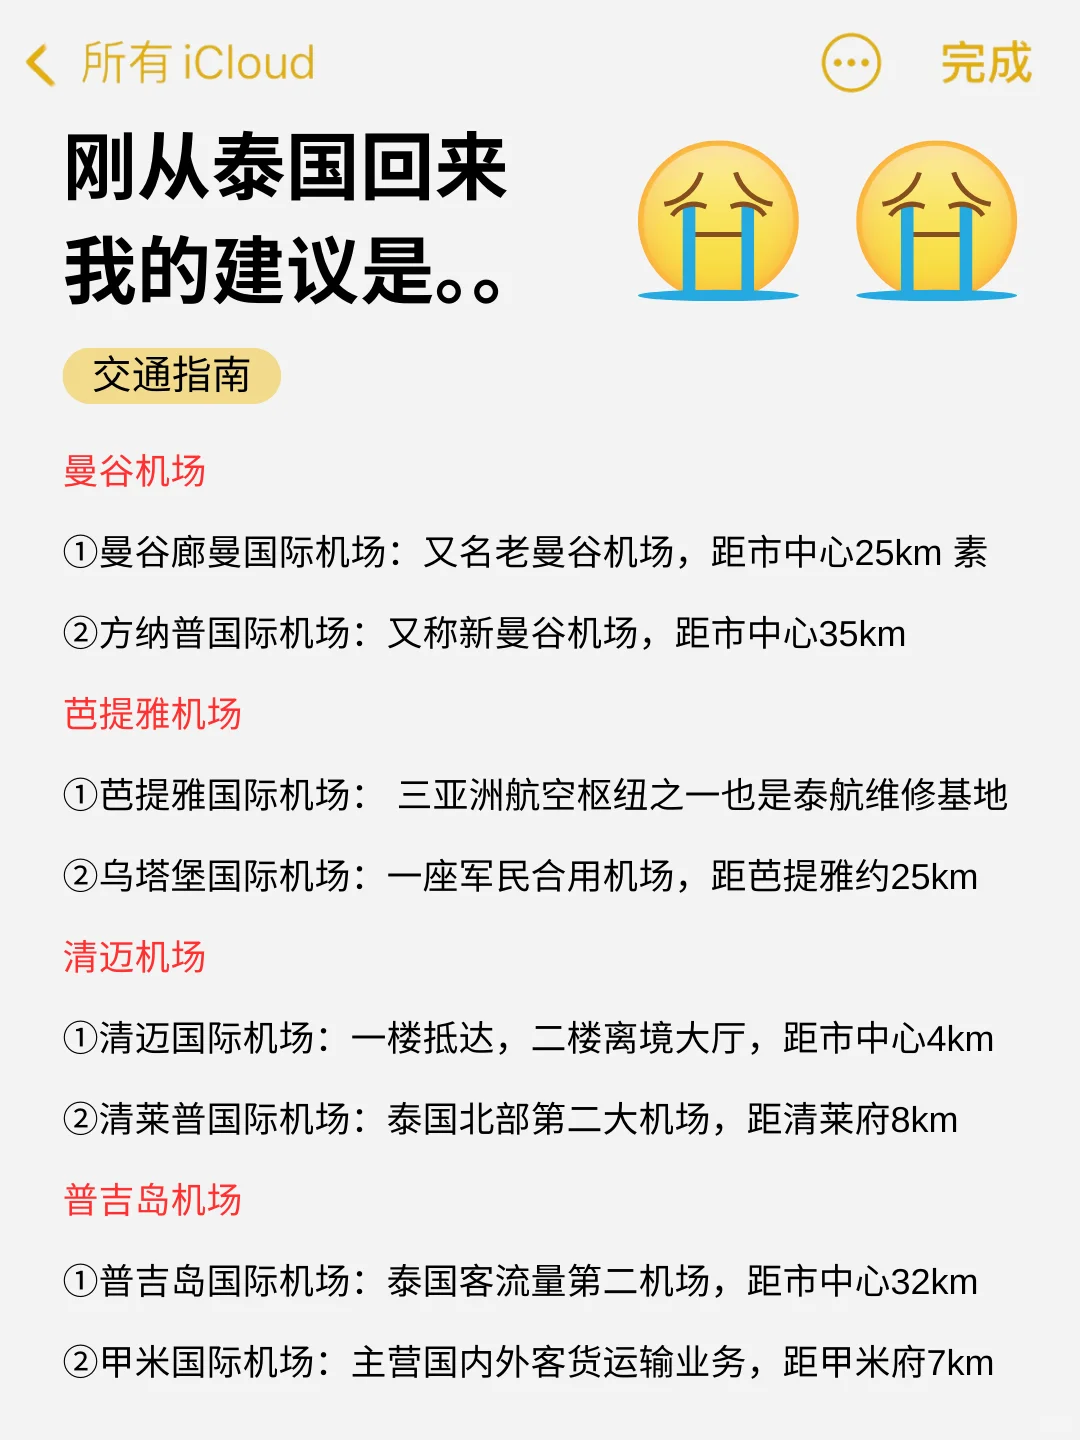 所有 iCloud
完成
刚从泰国回来
我的建议是。。
交通指南
曼谷机场
①曼谷廊曼国际机场：又名老曼谷机场，距市中心25km 素
②方纳普国际机场：又称新曼谷机场，距市中心35km
芭提雅机场
①芭提雅国际机场： 三亚洲航空枢纽之一也是泰航维修基地
②乌塔堡国际机场：一座军民合用机场，距芭提雅约25km
清迈机场
①清迈国际机场：一楼抵达，二楼离境大厅，距市中心4km
②清莱普国际机场：泰国北部第二大机场，距清莱府8km
普吉岛机场
①普吉岛国际机场：泰国客流量第二机场，距市中心32km
②甲米国际机场：主营国内外客货运输业务，距甲米府7km